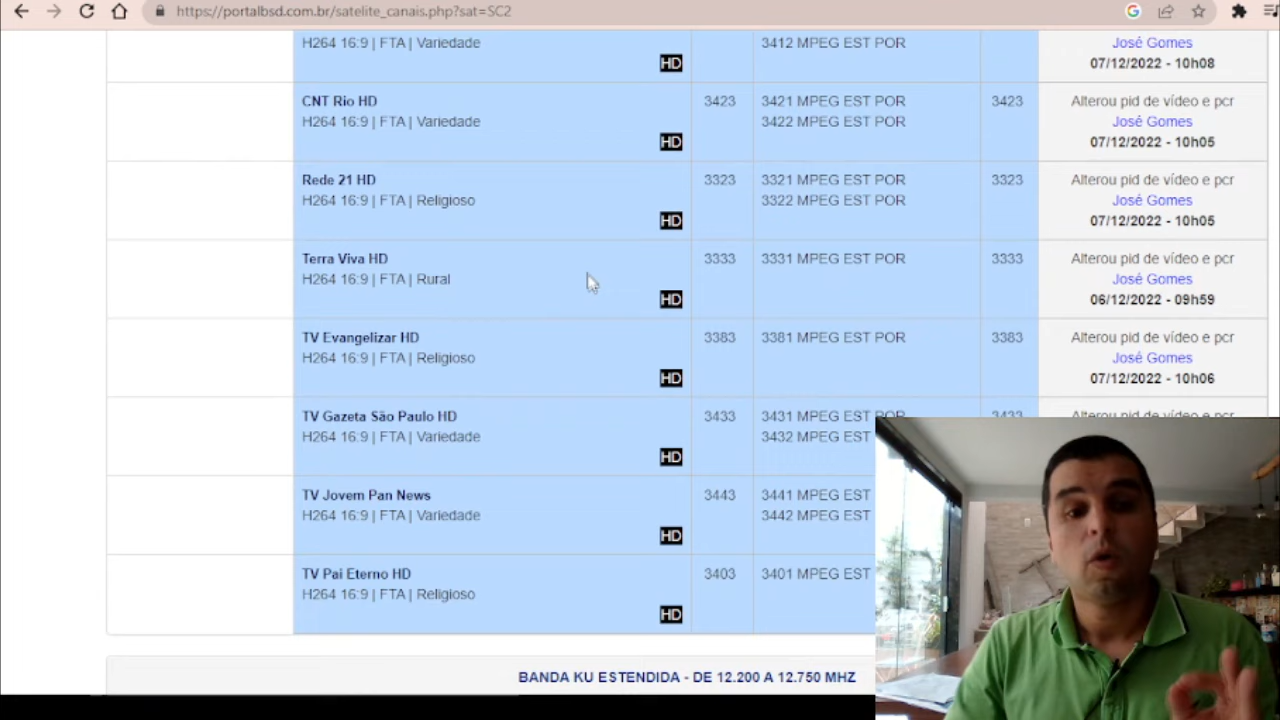 https://portalbsd.com.br/satelite_canais.php?sat=SC2
H264 16:9 | FTA | Variedade
HD
3412 MPEG EST POR
José Gomes
07/12/2022 - 10h08
CNT Rio HD
H264 16:9 | FTA | Variedade
HD
3423
3421 MPEG EST POR
3422 MPEG EST POR
3423
Alterou pid de vídeo e pcr
José Gomes
07/12/2022 - 10h05
Rede 21 HD
H264 16:9 | FTA | Religioso
HD
3323
3321 MPEG EST POR
3322 MPEG EST POR
3323
Alterou pid de vídeo e pcr
José Gomes
07/12/2022 - 10h05
Terra Viva HD
H264 16:9 | FTA | Rural
HD
3333
3331 MPEG EST POR
3333
Alterou pid de vídeo e pcr
José Gomes
06/12/2022 - 09h59
TV Evangelizar HD
H264 16:9 | FTA | Religioso
HD
3383
3381 MPEG EST POR
3383
Alterou pid de vídeo e pcr
José Gomes
07/12/2022 - 10h06
TV Gazeta São Paulo HD
H264 16:9 | FTA | Variedade
HD
3433
3431 MPEG EST POR
3432 MPEG EST
3433
Alterou pid de vídeo e pcr
TV Jovem Pan News
H264 16:9 | FTA | Variedade
HD
3443
3441 MPEG EST
3442 MPEG EST
TV Pai Eterno HD
H264 16:9 | FTA | Religioso
HD
3403
3401 MPEG EST
BANDA KU ESTENDIDA - DE 12.200 A 12.750 MHZ